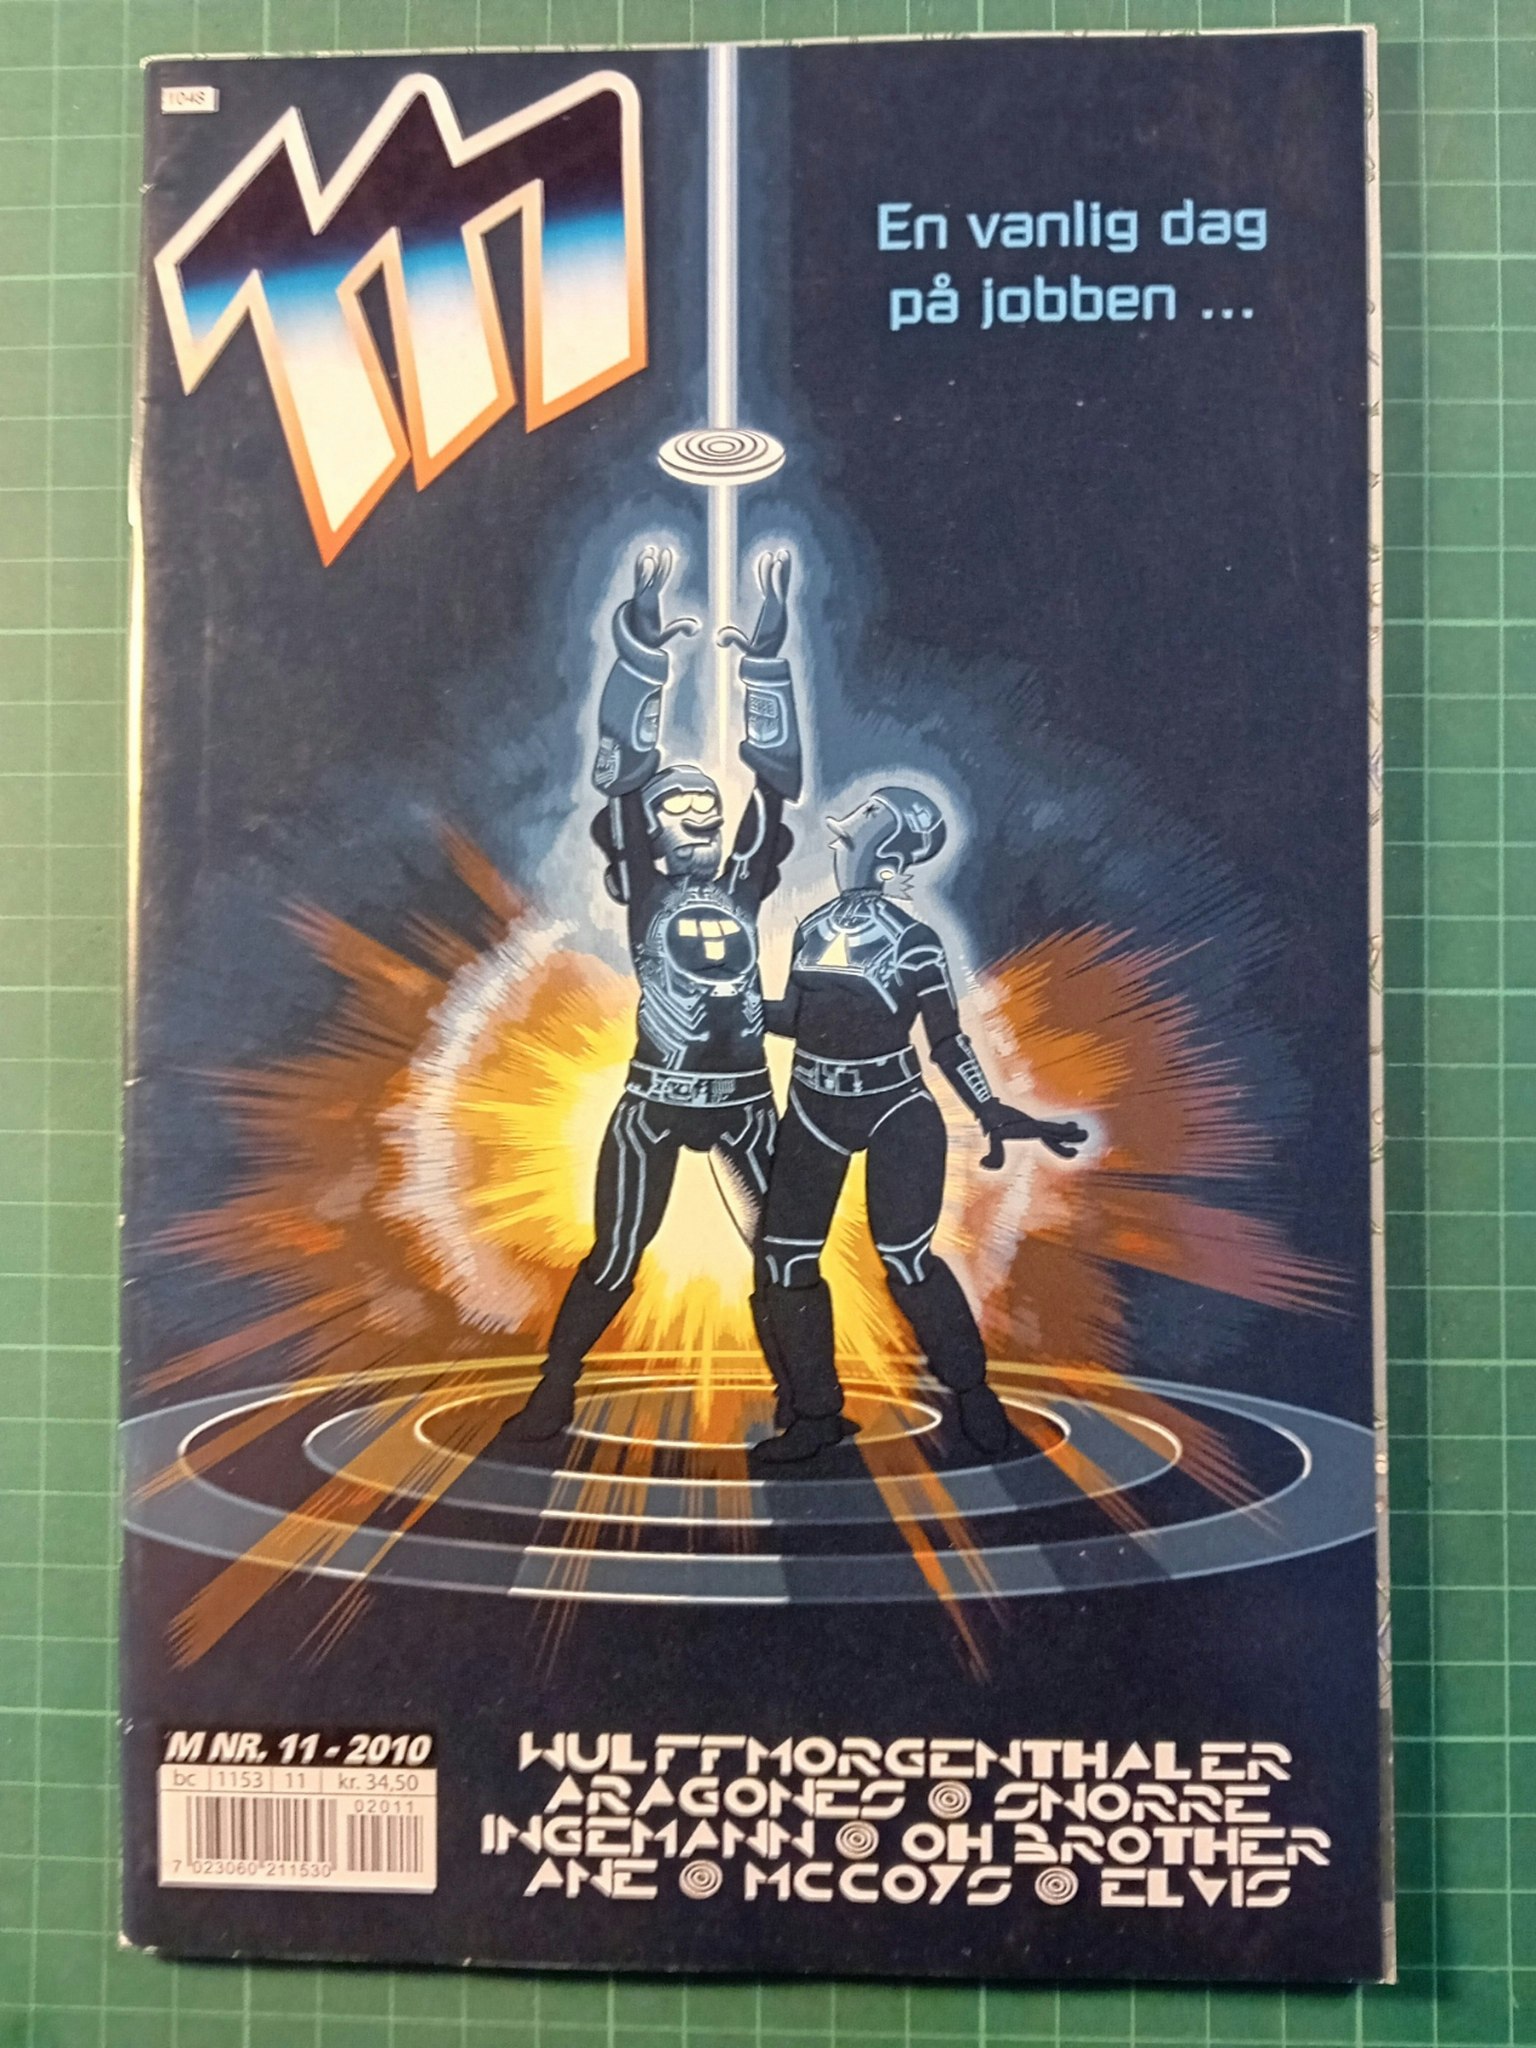 1048
M
En vanlig dag
på jobben ...
M NR. 11 - 2010
bc 1153 11 kr. 34,50
02011
7 023060 211530
WULFFMORGENTHALER
ARAGONES SNORRE
INGEMANN OH BROTHER
ANE MCCOYS ELVIS